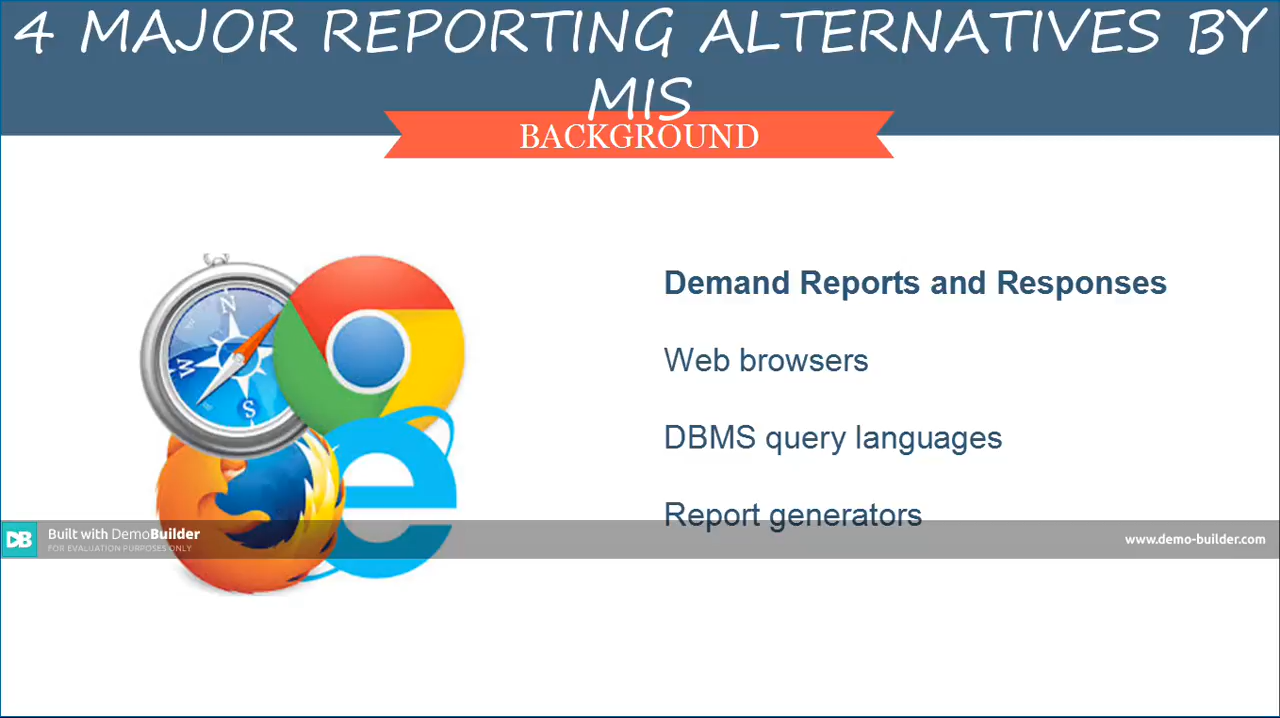 4 MAJOR REPORTING ALTERNATIVES BY
MIS
BACKGROUND
Demand Reports and Responses
Web browsers
DBMS query languages
Report generators
N
W
S
DB
Built with DemoBuilder
FOR EVALUATION PURPOSES ONLY
www.demo-builder.com